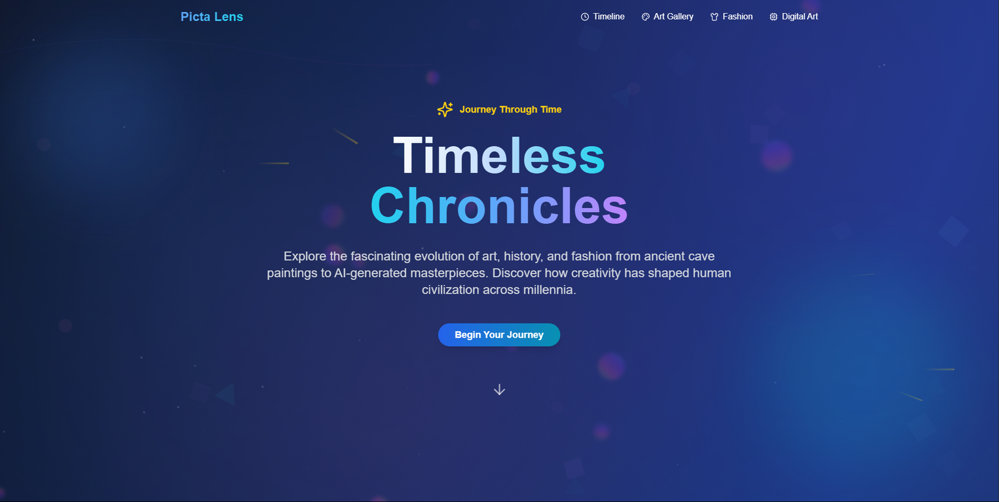 Picta Lens
Timeline
Art Gallery
Fashion
Digital Art
Journey Through Time
Timeless
Chronicles
Explore the fascinating evolution of art, history, and fashion from ancient cave
paintings to AI-generated masterpieces. Discover how creativity has shaped human
civilization across millennia.
Begin Your Journey